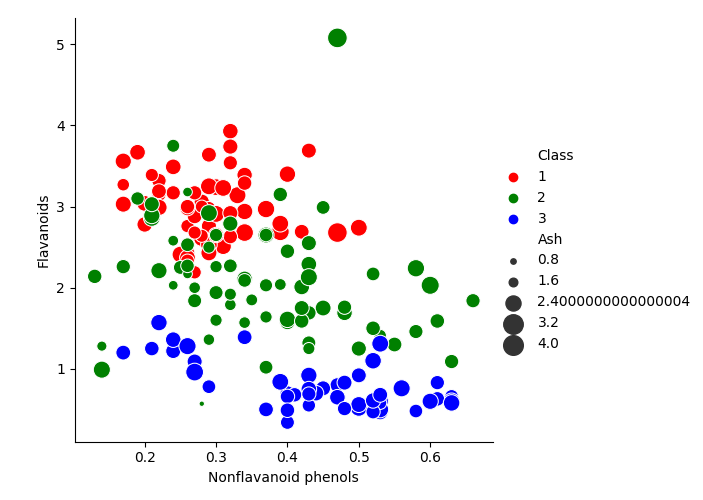 5
4
3
2
1
Flavanoids
0.2 0.3 0.4 0.5 0.6
Nonflavanoid phenols
Class
1
2
3
Ash
0.8
1.6
2.4000000000000004
3.2
4.0